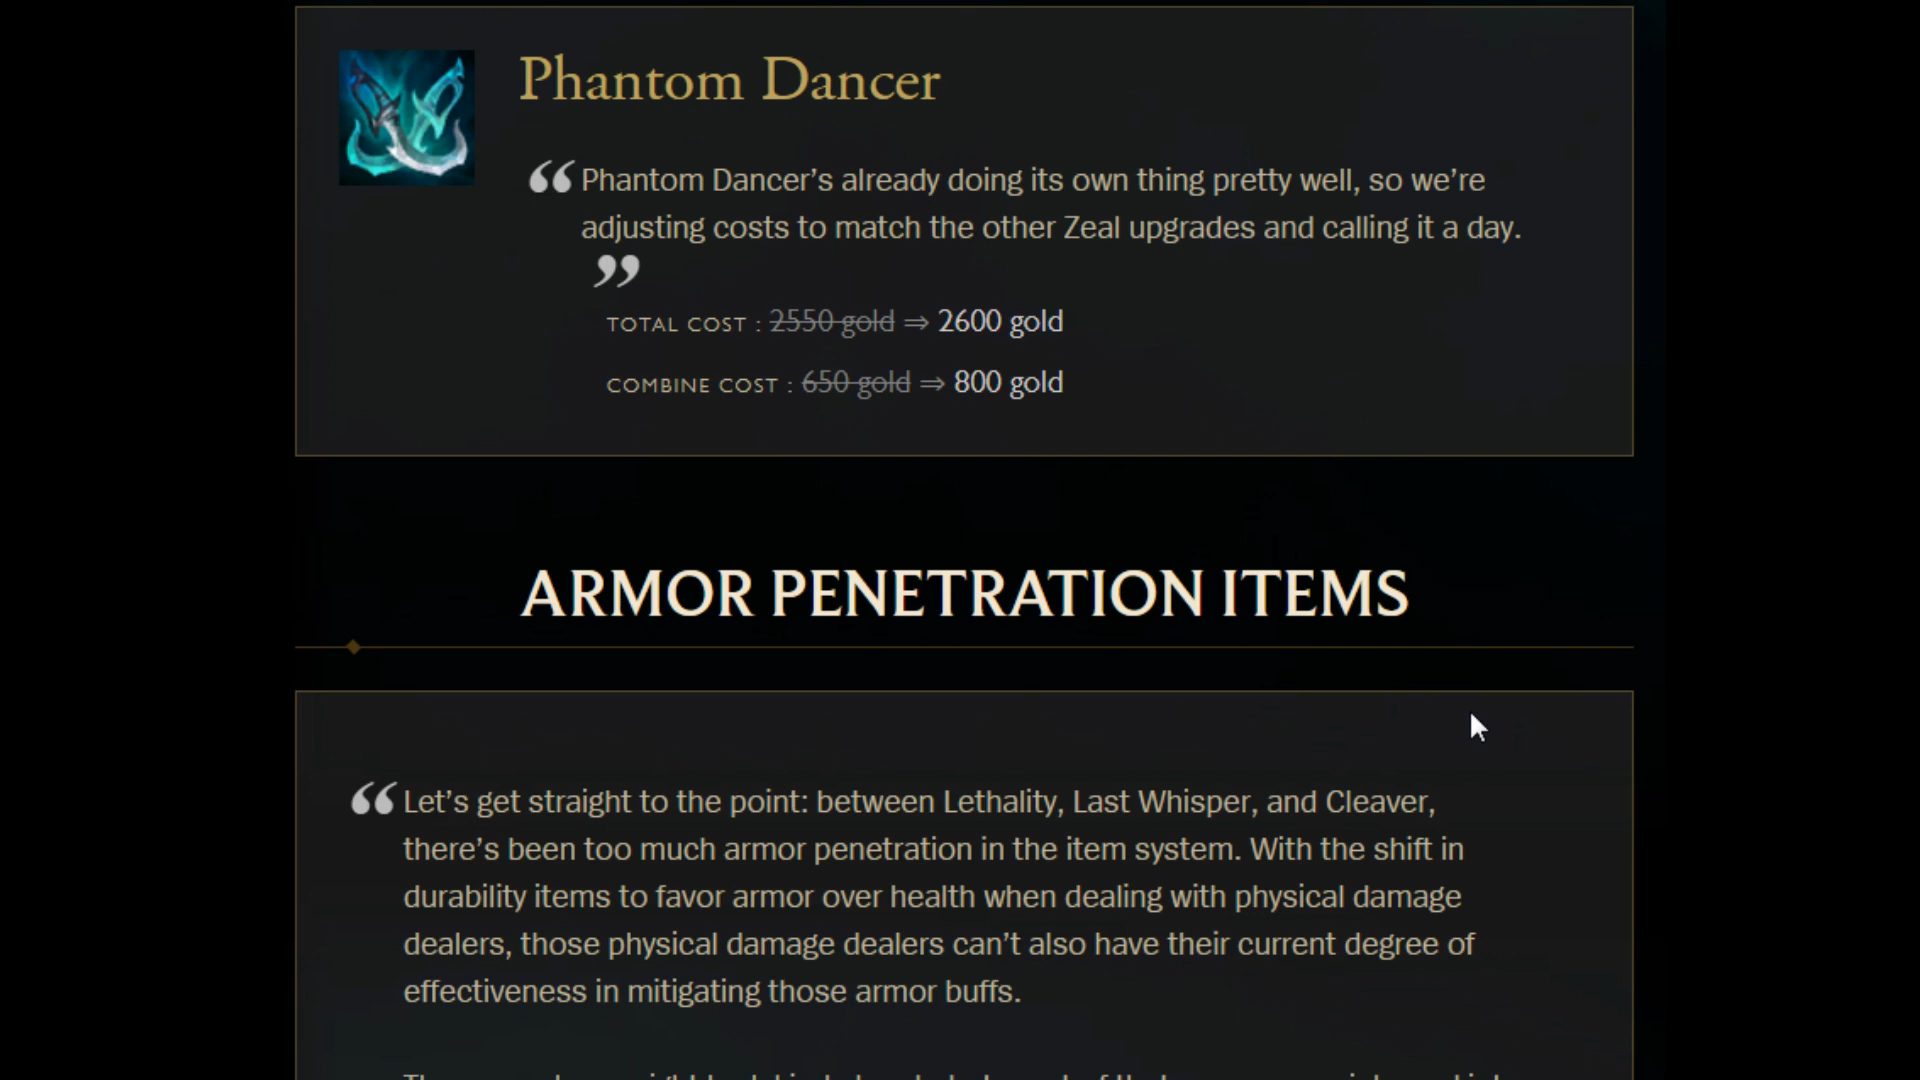 Phantom Dancer
“Phantom Dancer’s already doing its own thing pretty well, so we’re
adjusting costs to match the other Zeal upgrades and calling it a day.
”
TOTAL COST : 2550 gold ⇒ 2600 gold
COMBINE COST : 650 gold ⇒ 800 gold
ARMOR PENETRATION ITEMS
“Let’s get straight to the point: between Lethality, Last Whisper, and Cleaver,
there’s been too much armor penetration in the item system. With the shift in
durability items to favor armor over health when dealing with physical damage
dealers, those physical damage dealers can’t also have their current degree of
effectiveness in mitigating those armor buffs.